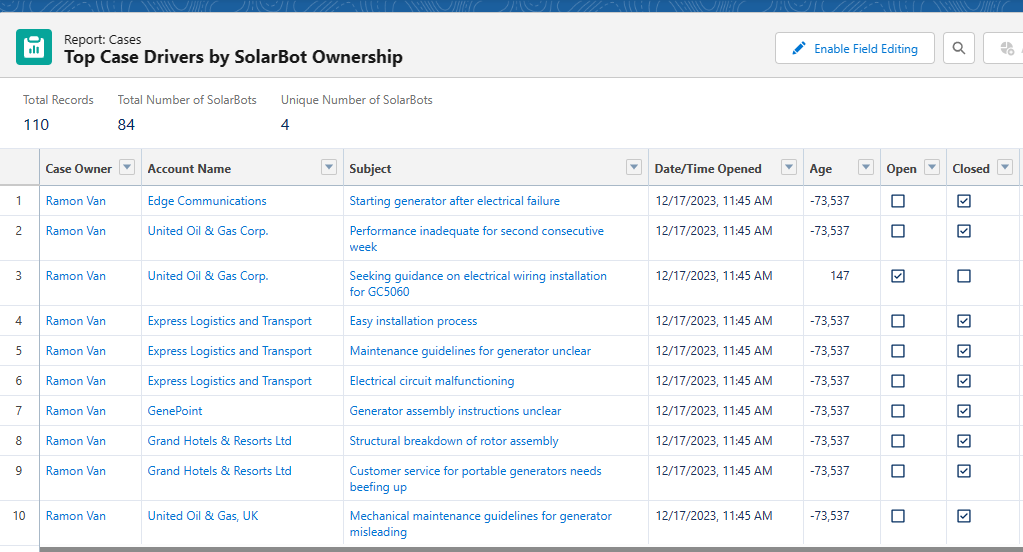 Report: Cases
Top Case Drivers by SolarBot Ownership
Enable Field Editing
Total Records Total Number of SolarBots Unique Number of SolarBots
110 84 4
Case Owner Account Name Subject Date/Time Opened Age Open Closed
1 Ramon Van Edge Communications Starting generator after electrical failure 12/17/2023, 11:45 AM -73,537
2 Ramon Van United Oil & Gas Corp. Performance inadequate for second consecutive 12/17/2023, 11:45 AM -73,537
week
3 Ramon Van United Oil & Gas Corp. Seeking guidance on electrical wiring installation 12/17/2023, 11:45 AM 147
for GC5060
4 Ramon Van Express Logistics and Transport Easy installation process 12/17/2023, 11:45 AM -73,537
5 Ramon Van Express Logistics and Transport Maintenance guidelines for generator unclear 12/17/2023, 11:45 AM -73,537
6 Ramon Van Express Logistics and Transport Electrical circuit malfunctioning 12/17/2023, 11:45 AM -73,537
7 Ramon Van GenePoint Generator assembly instructions unclear 12/17/2023, 11:45 AM -73,537
8 Ramon Van Grand Hotels & Resorts Ltd Structural breakdown of rotor assembly 12/17/2023, 11:45 AM -73,537
9 Ramon Van Grand Hotels & Resorts Ltd Customer service for portable generators needs 12/17/2023, 11:45 AM -73,537
beefing up
10 Ramon Van United Oil & Gas, UK Mechanical maintenance guidelines for generator 12/17/2023, 11:45 AM -73,537
misleading